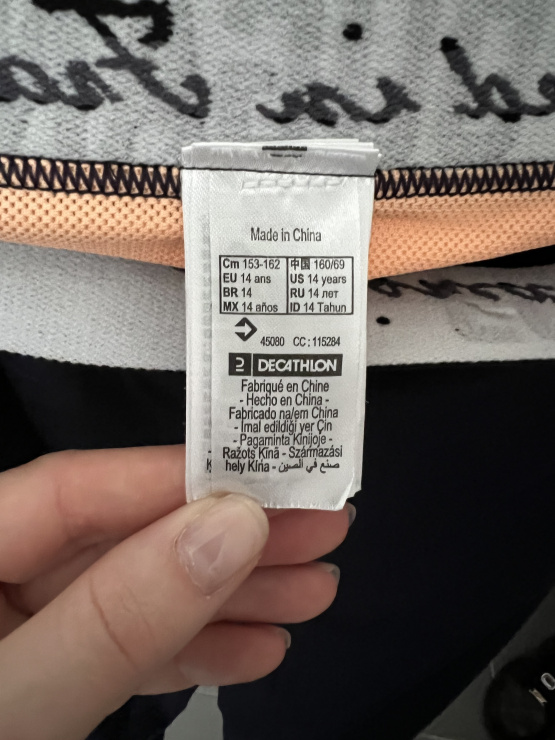 Made in China
Cm 153-162 中国 160/69
EU 14 ans US 14 years
BR 14 RU 14 лет
MX 14 años ID 14 Tahun
45080 CC : 115284
DECATHLON
Fabriqué en Chine
- Hecho en China -
Fabricado na/em China
- İmal edildiği yer Çin
- Pagaminta Kinijoje -
Ražots Ķīnā - Származási
hely Kína - صنع في الصين